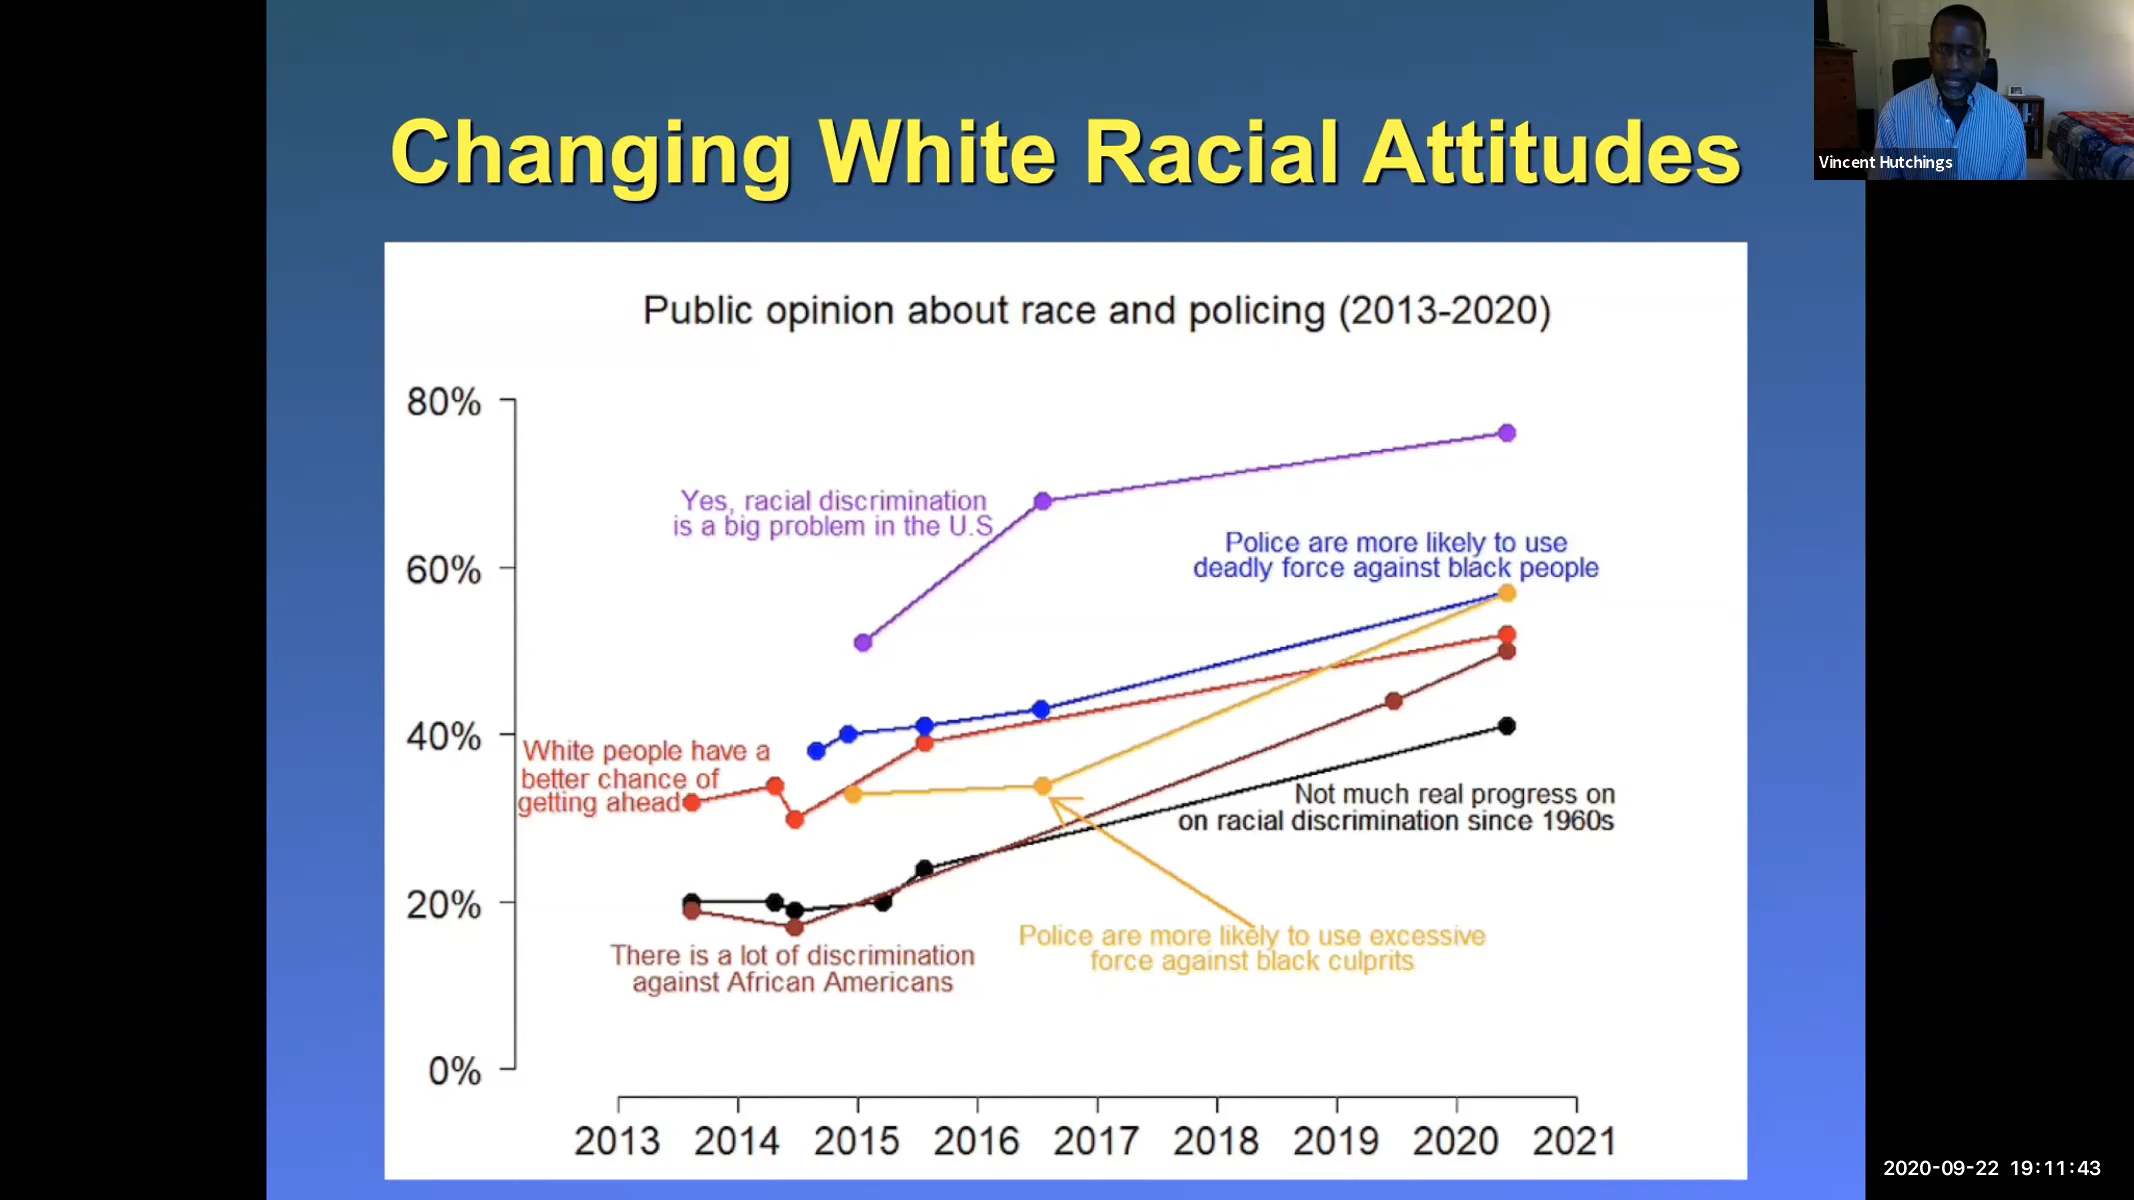 Changing White Racial Attitudes
Vincent Hutchings
Public opinion about race and policing (2013-2020)
80%
60%
40%
20%
0%
Yes, racial discrimination
is a big problem in the U.S
Police are more likely to use
deadly force against black people
White people have a
better chance of
getting ahead
Not much real progress on
on racial discrimination since 1960s
Police are more likely to use excessive
force against black culprits
There is a lot of discrimination
against African Americans
2013 2014 2015 2016 2017 2018 2019 2020 2021
2020-09-22 19:11:43